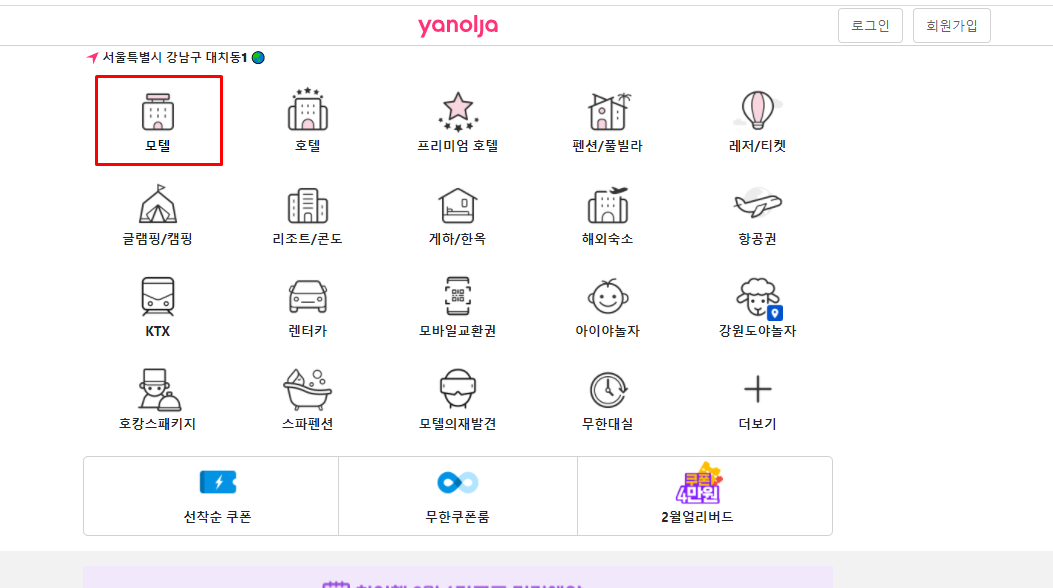 yanolja
로그인
회원가입
서울특별시 강남구 대치동1
모텔
호텔
프리미엄 호텔
펜션/풀빌라
레저/티켓
글램핑/캠핑
리조트/콘도
게하/한옥
해외숙소
항공권
KTX
렌터카
모바일교환권
아이야놀자
강원도야놀자
호캉스패키지
스파펜션
모텔의재발견
무한대실
더보기
쿠폰
4만원
선착순 쿠폰
무한쿠폰룸
2월얼리버드